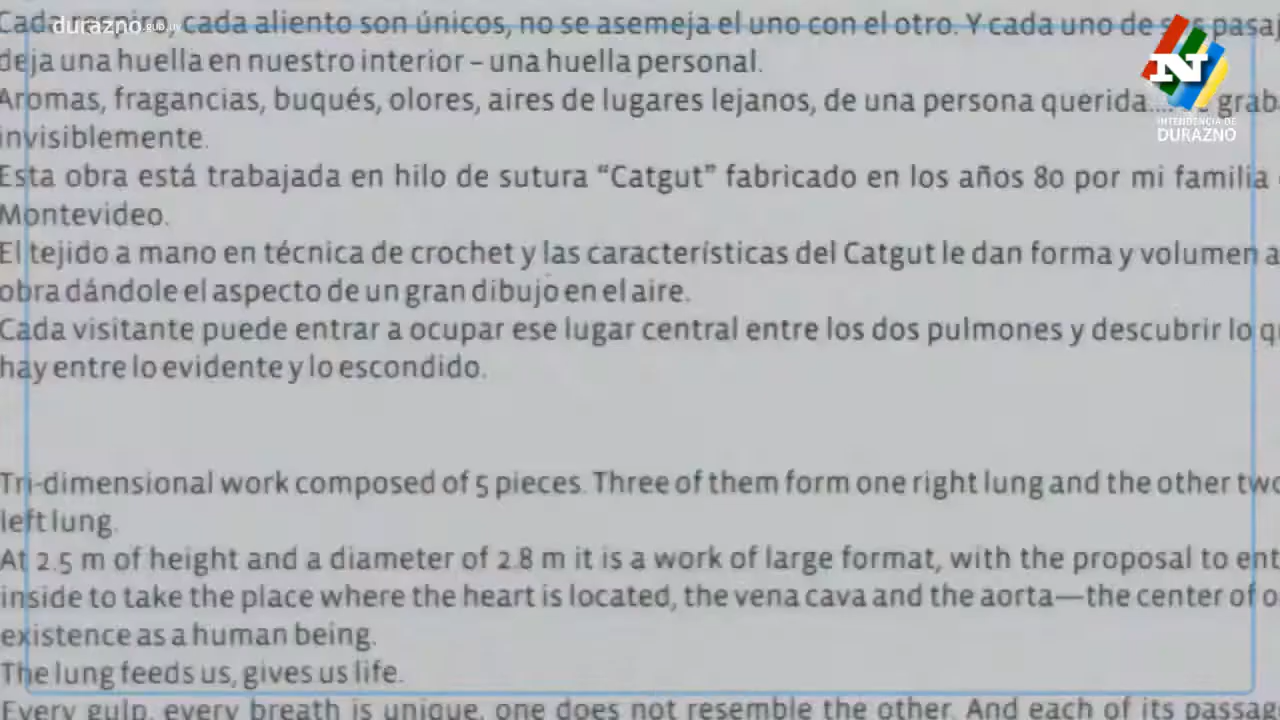 durazno.gub.uy
cada aliento son únicos, no se asemeja el uno con el otro. Y cada uno de sus
deja una huella en nuestro interior – una huella personal.
Aromas, fragancias, buqués, olores, aires de lugares lejanos, de una persona querida....
invisiblemente.
Esta obra está trabajada en hilo de sutura “Catgut” fabricado en los años 80 por mi familia
Montevideo.
El tejido a mano en técnica de crochet y las características del Catgut le dan forma y volumen a
obra dándole el aspecto de un gran dibujo en el aire.
Cada visitante puede entrar a ocupar ese lugar central entre los dos pulmones y descubrir lo
hay entre lo evidente y lo escondido.
Tri-dimensional work composed of 5 pieces. Three of them form one right lung and the other two
left lung.
At 2.5 m of height and a diameter of 2.8 m it is a work of large format, with the proposal to
inside to take the place where the heart is located, the vena cava and the aorta—the center of
existence as a human being.
The lung feeds us, gives us life.
Every gulp, every breath is unique, one does not resemble the other. And each of its
N
INTENDENCIA DE
DURAZNO